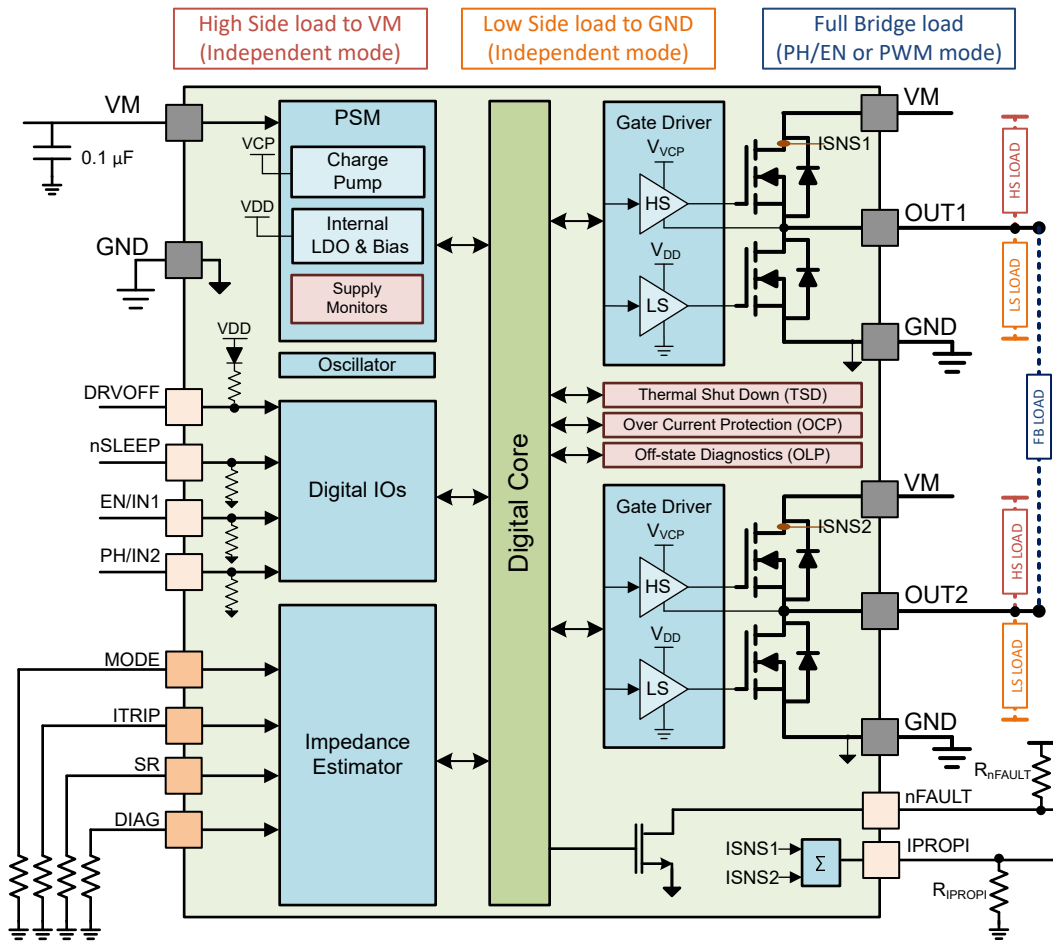 High Side load to VM
(Independent mode)
Low Side load to GND
(Independent mode)
Full Bridge load
(PH/EN or PWM mode)
VM
0.1 µF
GND
PSM
VCP
Charge
Pump
VDD
Internal
LDO & Bias
Supply
Monitors
VDD
Oscillator
DRVOFF
nSLEEP
EN/IN1
PH/IN2
Digital IOs
MODE
ITRIP
SR
DIAG
Impedance
Estimator
Digital Core
Gate Driver
VVCP
HS
VDD
LS
ISNS1
VM
OUT1
GND
HS LOAD
LS LOAD
FB LOAD
Thermal Shut Down (TSD)
Over Current Protection (OCP)
Off-state Diagnostics (OLP)
Gate Driver
VVCP
HS
VDD
LS
ISNS2
VM
OUT2
GND
HS LOAD
LS LOAD
RnFAULT
nFAULT
IPROPI
ISNS1
ISNS2
Σ
RIPROPI